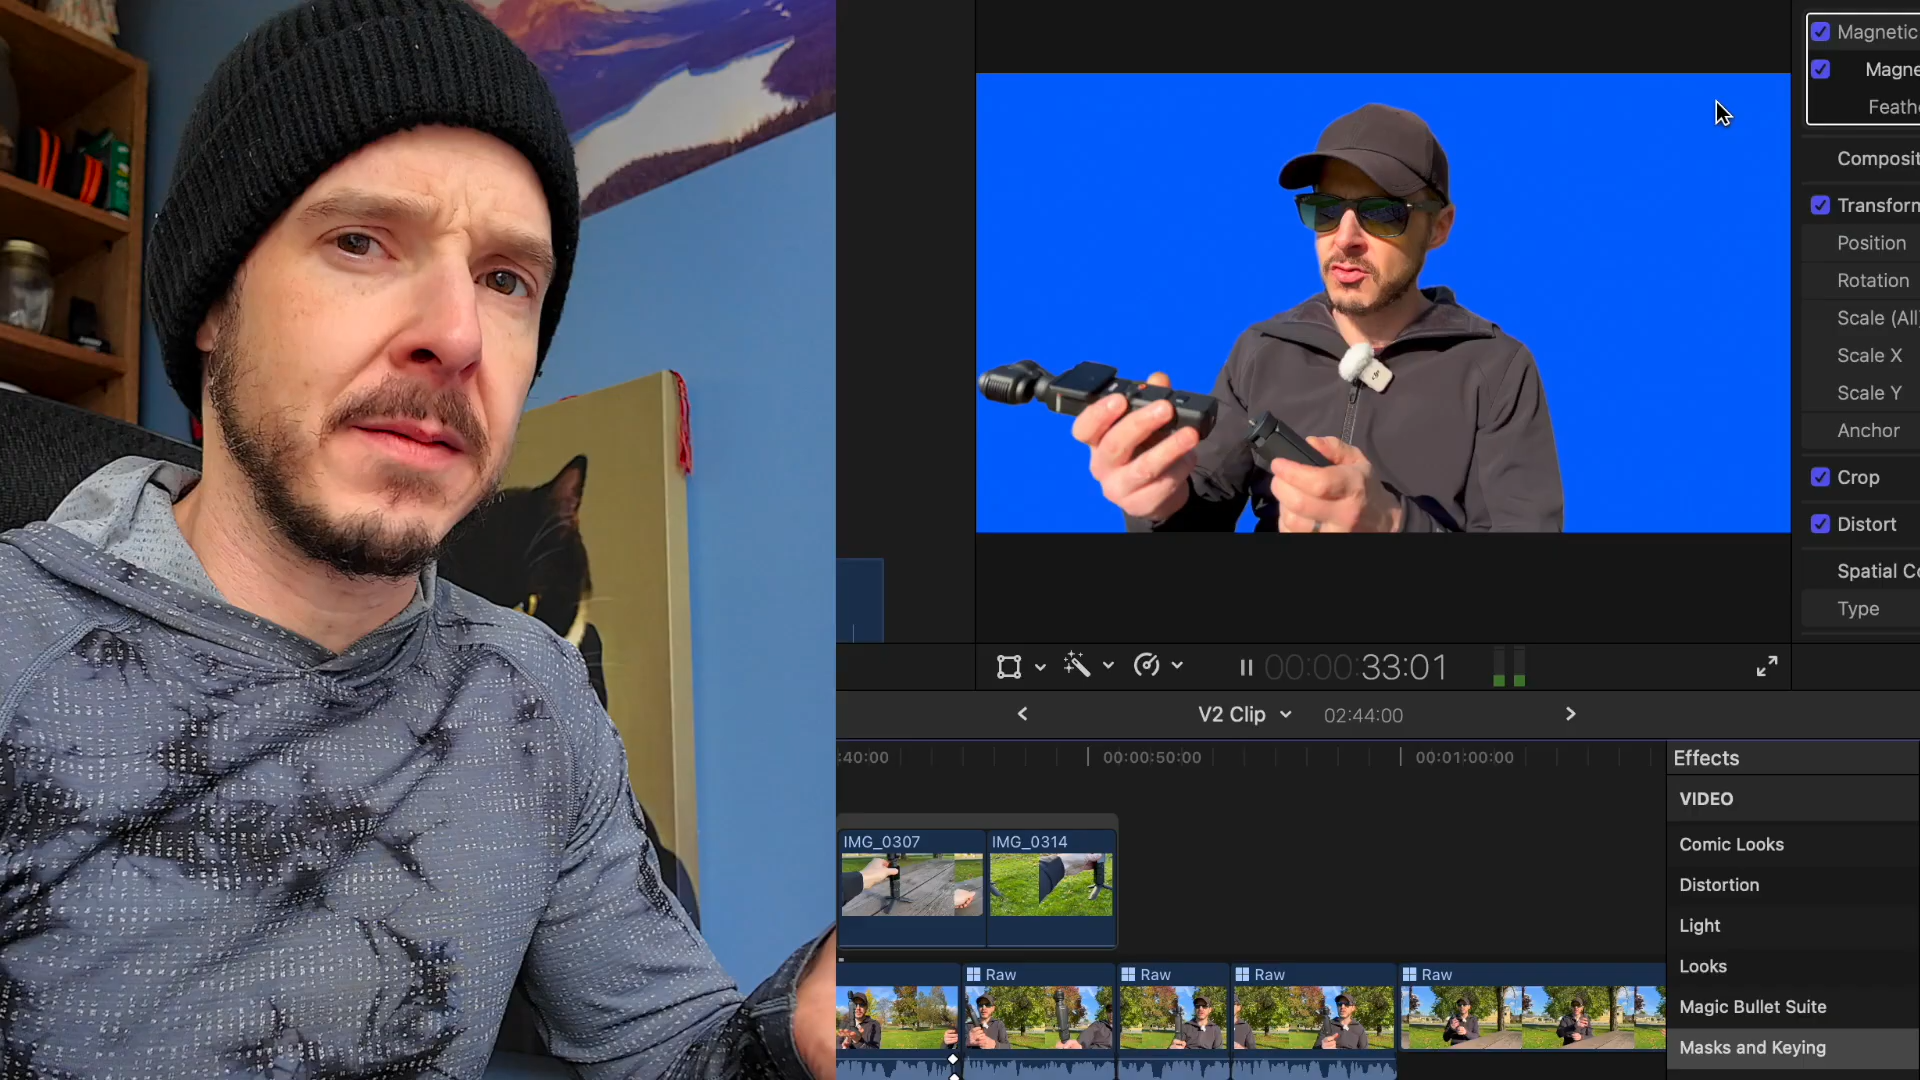 Magnetic
Magne
Feath
Composit
Transform
Position
Rotation
Scale (All
Scale X
Scale Y
Anchor
Crop
Distort
Spatial Co
Type
00:00:33:01
V2 Clip
02:44:00
:40:00
00:00:50:00
00:01:00:00
IMG_0307
IMG_0314
Raw
Raw
Raw
Raw
Effects
VIDEO
Comic Looks
Distortion
Light
Looks
Magic Bullet Suite
Masks and Keying